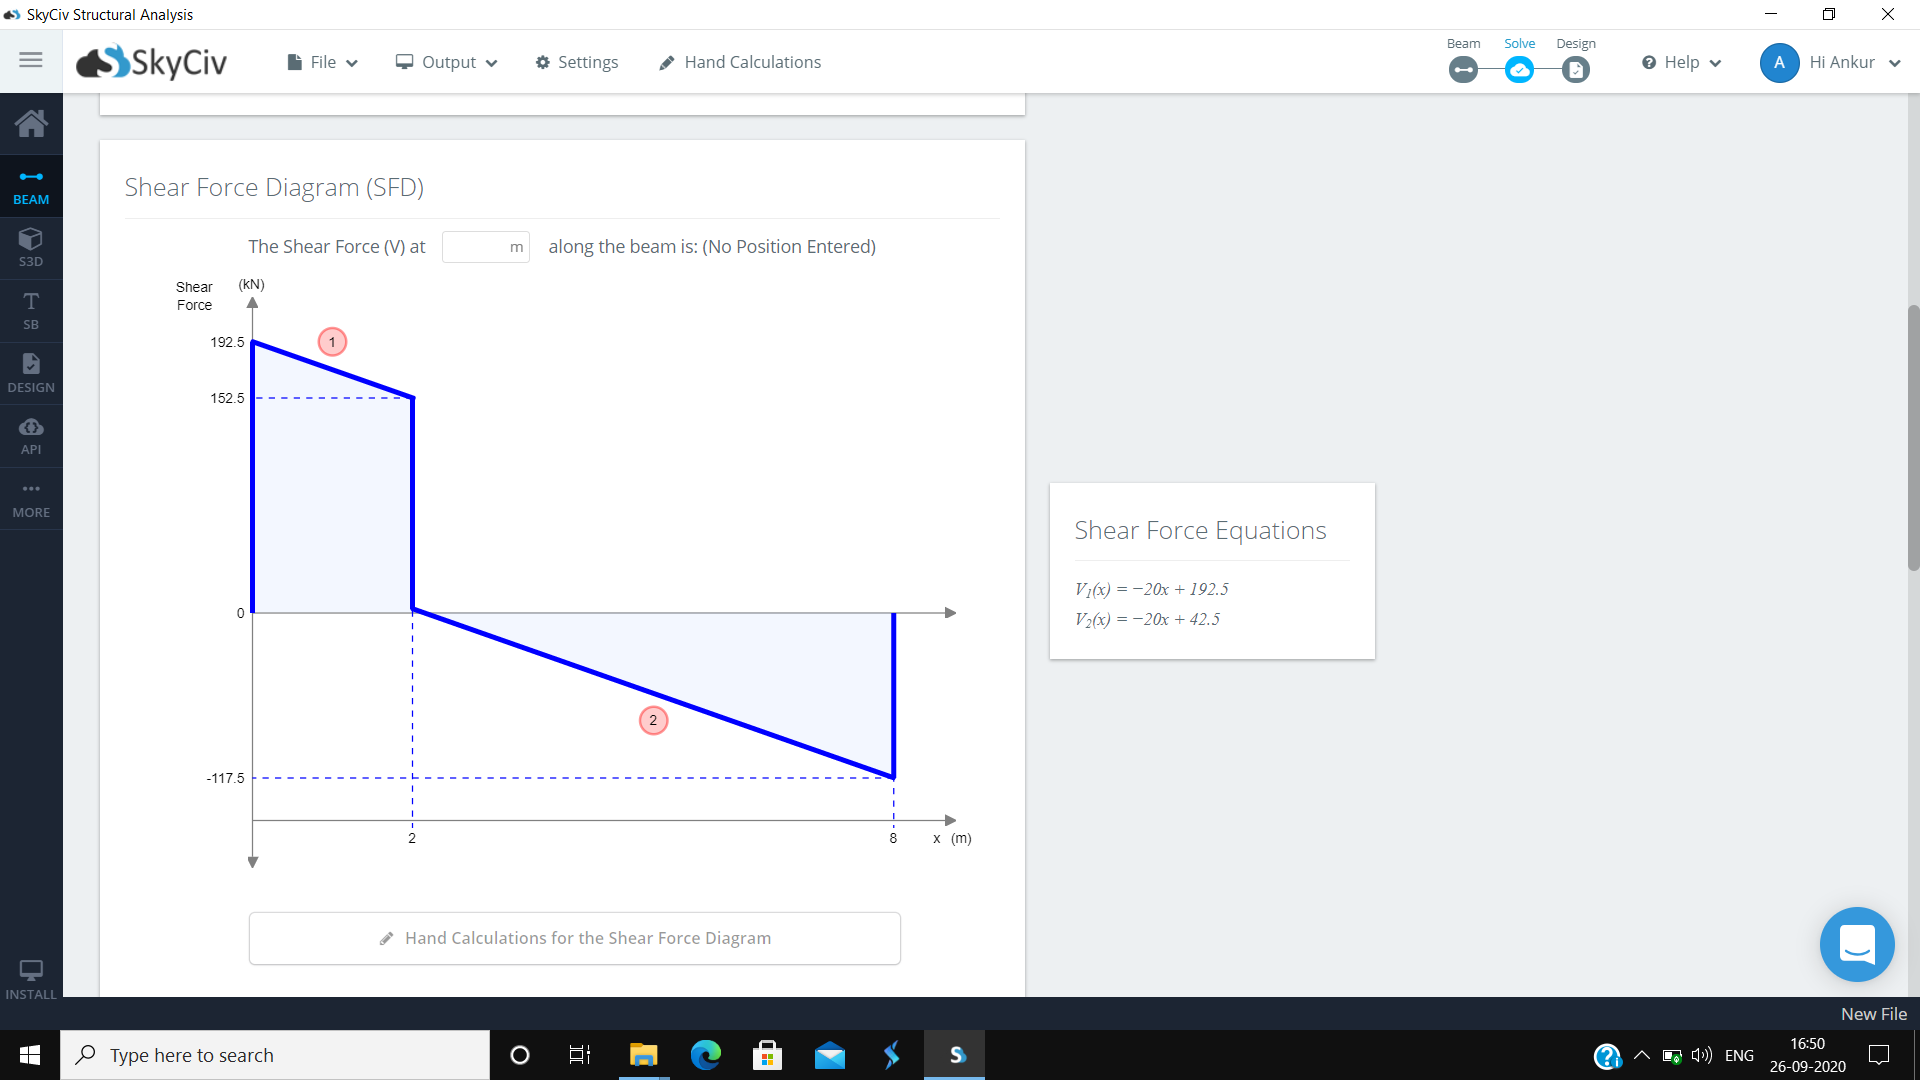 SkyCiv Structural Analysis
SkyCiv
File
Output
Settings
Hand Calculations
Beam
Solve
Design
Help
A
Hi Ankur
BEAM
S3D
T
SB
DESIGN
API
MORE
INSTALL
Shear Force Diagram (SFD)
The Shear Force (V) at m along the beam is: (No Position Entered)
Shear
Force
(kN)
192.5
152.5
0
-117.5
1
2
2
8
x (m)
Hand Calculations for the Shear Force Diagram
Shear Force Equations
V₁(x) = −20x + 192.5
V₂(x) = −20x + 42.5
New File
Type here to search
S
ENG
16:50
26-09-2020